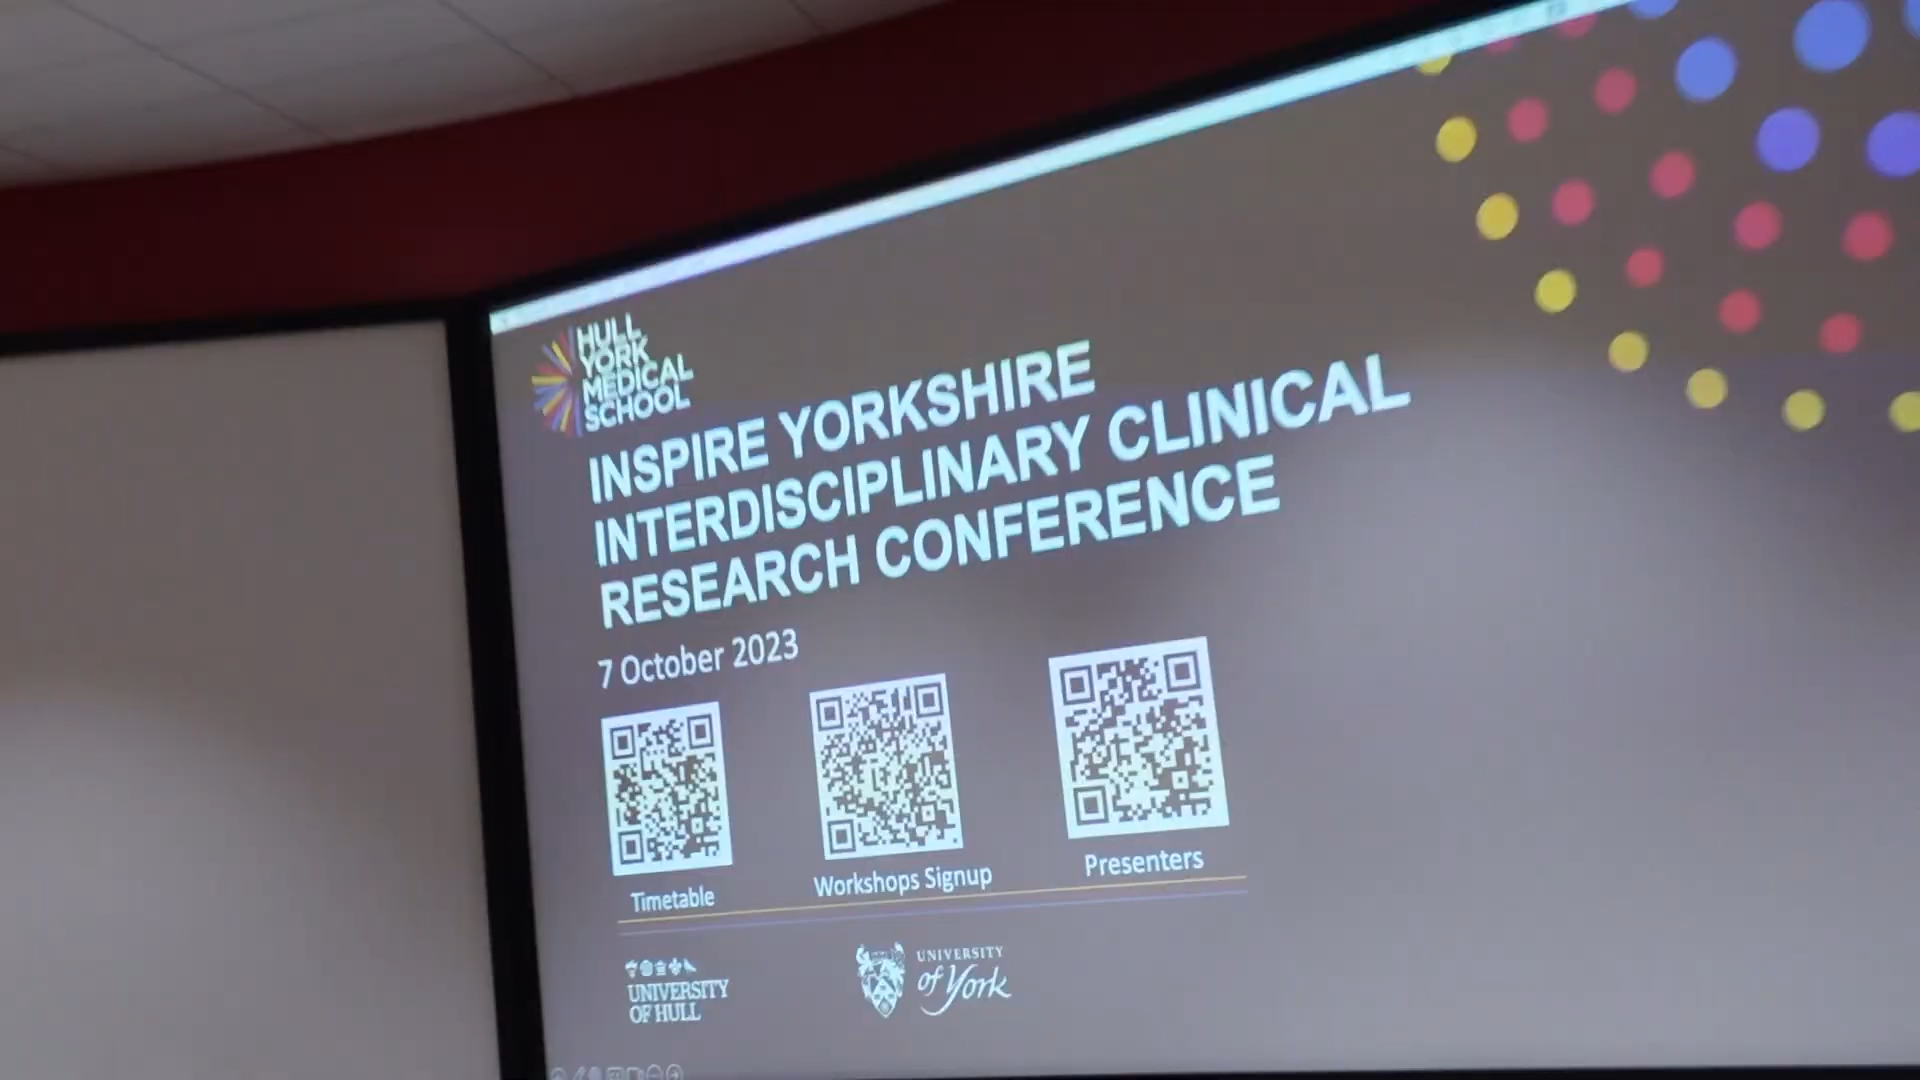 HULL
YORK
MEDICAL
SCHOOL
INSPIRE YORKSHIRE
INTERDISCIPLINARY CLINICAL
RESEARCH CONFERENCE
7 October 2023
Timetable
Workshops Signup
Presenters
UNIVERSITY
OF HULL
UNIVERSITY
of York